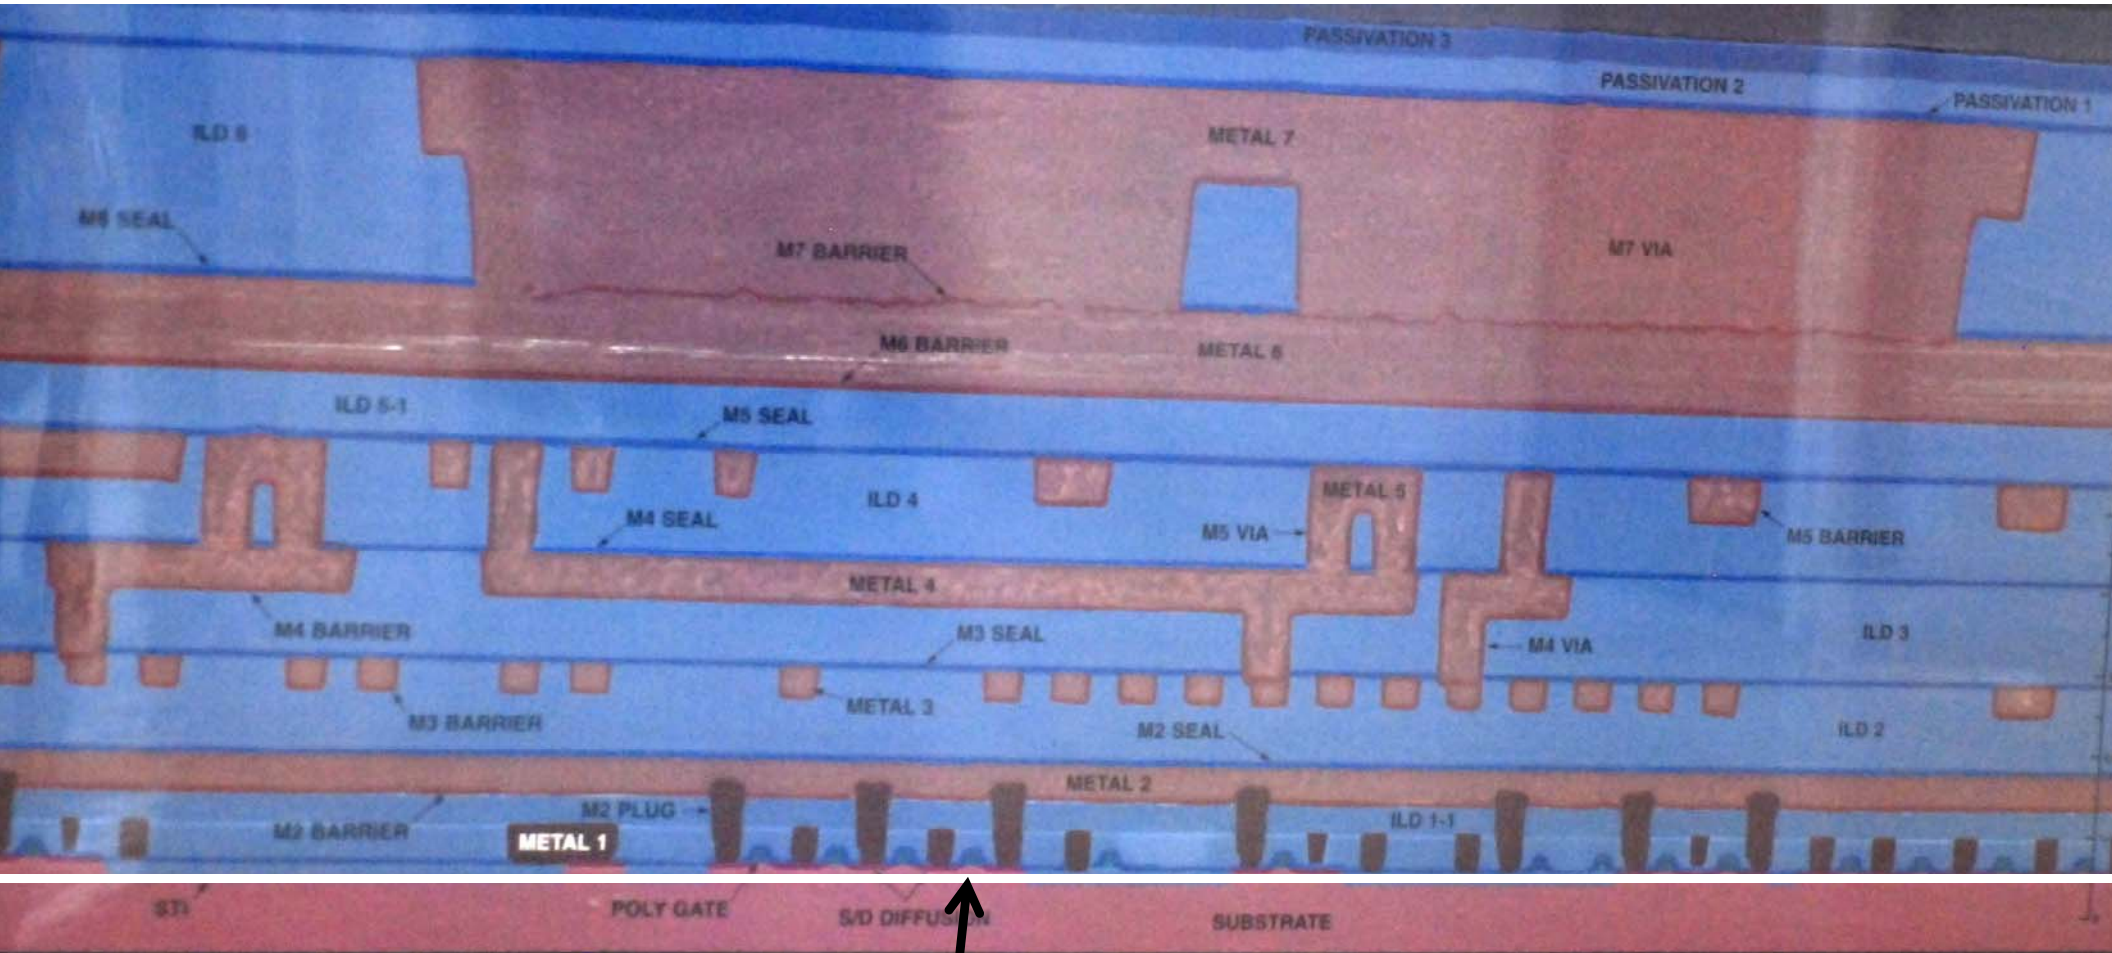 PASSIVATION 3
PASSIVATION 2
PASSIVATION 1
ILD 6
METAL 7
M6 SEAL
M7 BARRIER
M7 VIA
M6 BARRIER
METAL 6
ILD 5-1
M5 SEAL
METAL 5
ILD 4
M4 SEAL
M5 VIA
M5 BARRIER
METAL 4
M4 BARRIER
M3 SEAL
ILD 3
M4 VIA
METAL 3
M3 BARRIER
M2 SEAL
ILD 2
METAL 2
M2 PLUG
ILD 1-1
M2 BARRIER
METAL 1
STI
POLY GATE
S/D DIFFUSION
SUBSTRATE